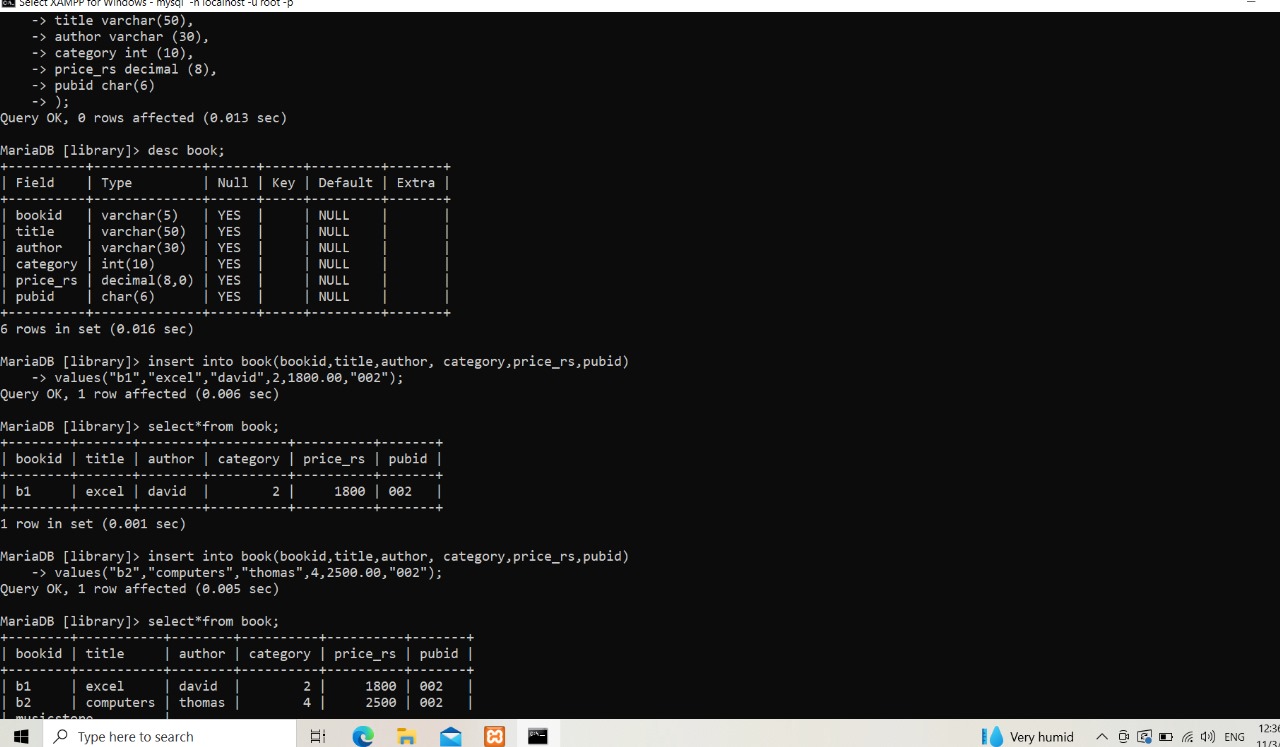 Select XAMPP for Windows - mysql -h localhost -u root -p
-> title varchar(50),
-> author varchar (30),
-> category int (10),
-> price_rs decimal (8),
-> pubid char(6)
-> );
Query OK, 0 rows affected (0.013 sec)
MariaDB [library]> desc book;
+----------+--------------+------+-----+---------+-------+
| Field    | Type         | Null | Key | Default | Extra |
+----------+--------------+------+-----+---------+-------+
| bookid   | varchar(5)   | YES  |     | NULL    |       |
| title    | varchar(50)  | YES  |     | NULL    |       |
| author   | varchar(30)  | YES  |     | NULL    |       |
| category | int(10)      | YES  |     | NULL    |       |
| price_rs | decimal(8,0) | YES  |     | NULL    |       |
| pubid    | char(6)      | YES  |     | NULL    |       |
+----------+--------------+------+-----+---------+-------+
6 rows in set (0.016 sec)
MariaDB [library]> insert into book(bookid,title,author, category,price_rs,pubid)
-> values("b1","excel","david",2,1800.00,"002");
Query OK, 1 row affected (0.006 sec)
MariaDB [library]> select*from book;
+--------+-------+--------+----------+----------+-------+
| bookid | title | author | category | price_rs | pubid |
+--------+-------+--------+----------+----------+-------+
| b1     | excel | david  |        2 |     1800 | 002   |
+--------+-------+--------+----------+----------+-------+
1 row in set (0.001 sec)
MariaDB [library]> insert into book(bookid,title,author, category,price_rs,pubid)
-> values("b2","computers","thomas",4,2500.00,"002");
Query OK, 1 row affected (0.005 sec)
MariaDB [library]> select*from book;
+--------+-----------+--------+----------+----------+-------+
| bookid | title     | author | category | price_rs | pubid |
+--------+-----------+--------+----------+----------+-------+
| b1     | excel     | david  |        2 |     1800 | 002   |
| b2     | computers | thomas |        4 |     2500 | 002   |
Type here to search
Very humid
ENG
12:36